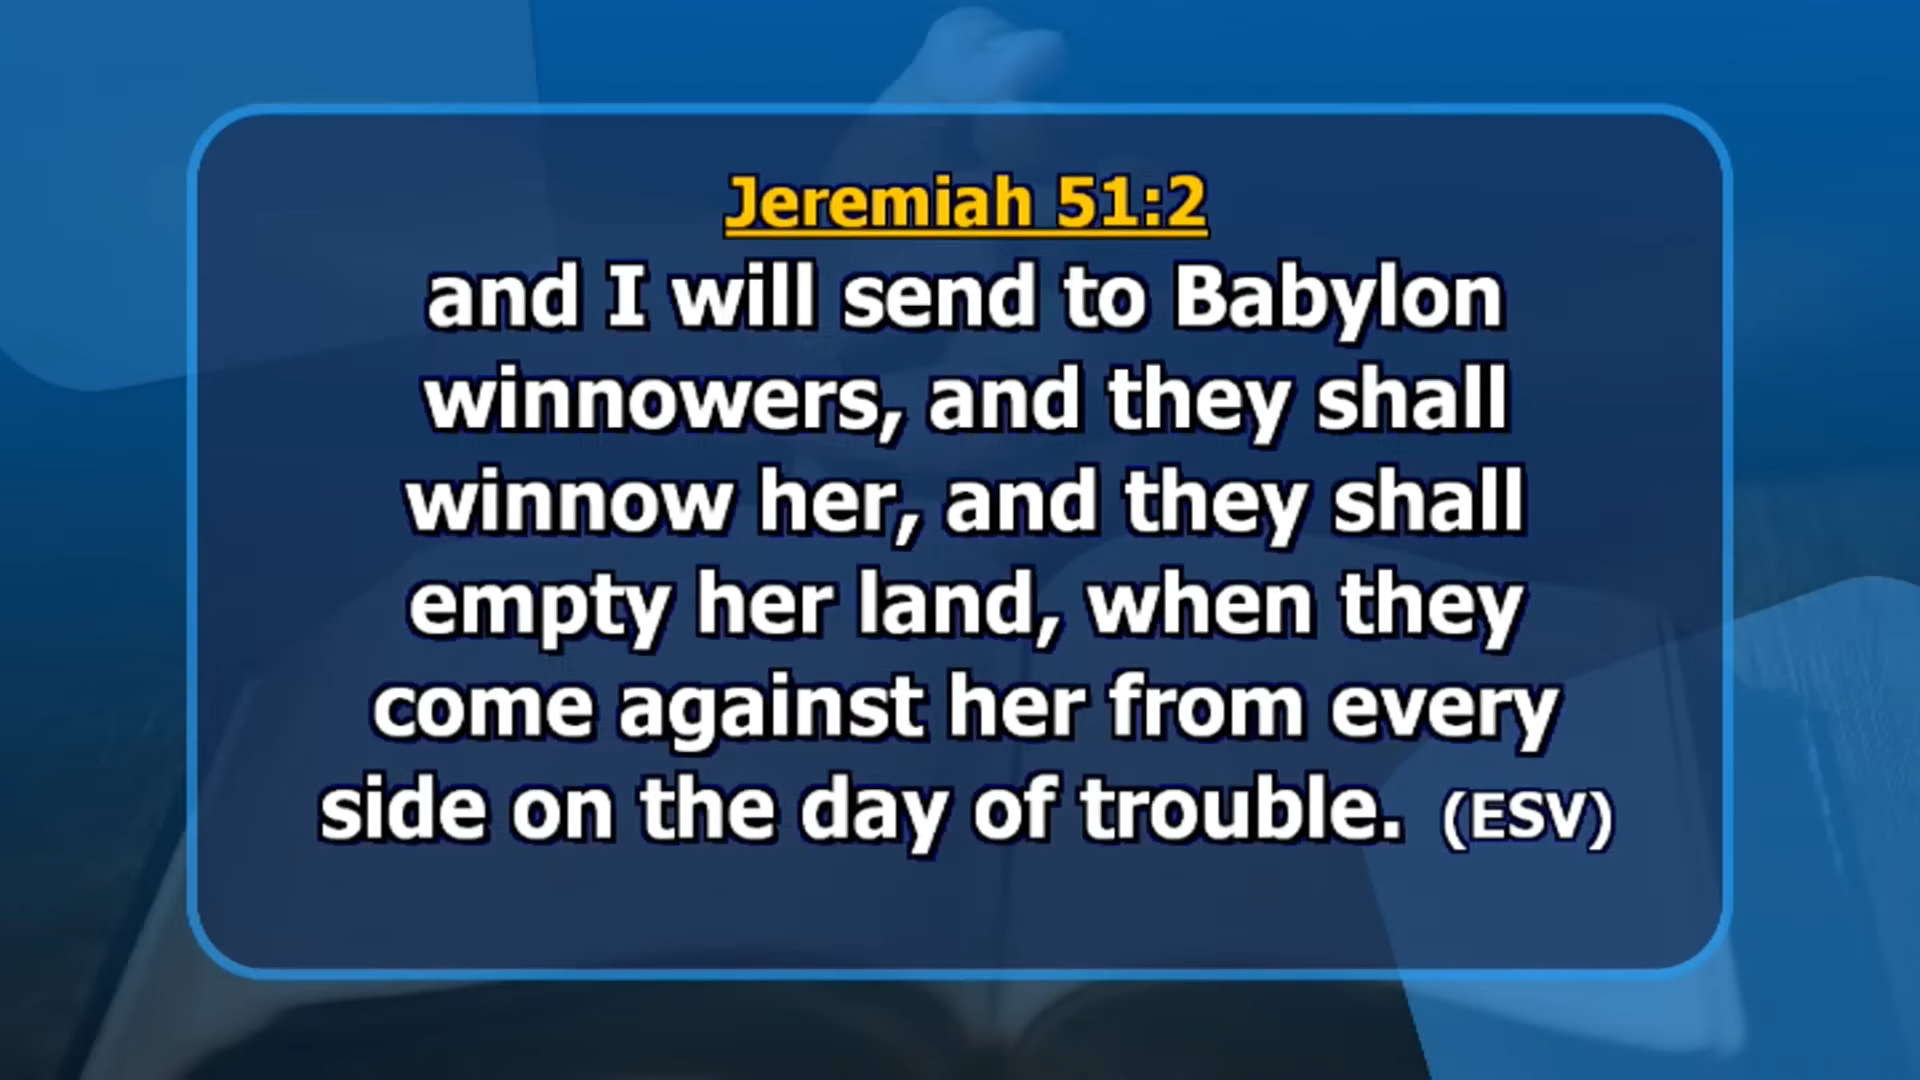 Jeremiah 51:2
and I will send to Babylon
winnowers, and they shall
winnow her, and they shall
empty her land, when they
come against her from every
side on the day of trouble. (ESV)